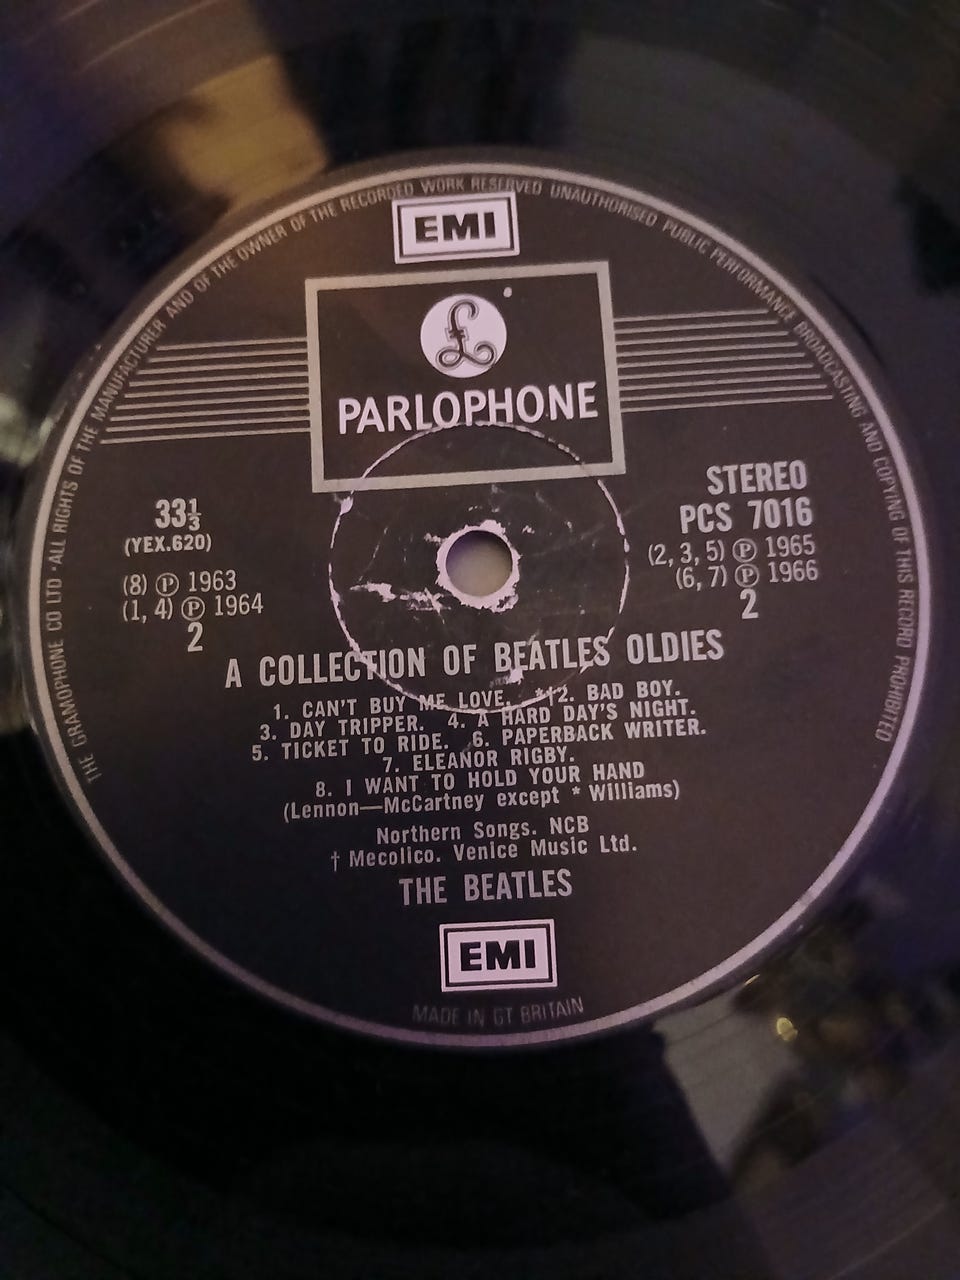 THE GRAMOPHONE CO LTD · ALL RIGHTS OF THE MANUFACTURER AND OF THE OWNER OF THE RECORDED WORK RESERVED UNAUTHORISED PUBLIC PERFORMANCE BROADCASTING AND COPYING OF THIS RECORD PROHIBITED
EMI
£
PARLOPHONE
33⅓
(YEX.620)
(8) ℗ 1963
(1, 4) ℗ 1964
2
STEREO
PCS 7016
(2, 3, 5) ℗ 1965
(6, 7) ℗ 1966
2
A COLLECTION OF BEATLES OLDIES
1. CAN'T BUY ME LOVE. *†2. BAD BOY.
3. DAY TRIPPER. 4. A HARD DAY'S NIGHT.
5. TICKET TO RIDE. 6. PAPERBACK WRITER.
7. ELEANOR RIGBY.
8. I WANT TO HOLD YOUR HAND
(Lennon—McCartney except * Williams)
Northern Songs. NCB
† Mecolico. Venice Music Ltd.
THE BEATLES
EMI
MADE IN GT BRITAIN